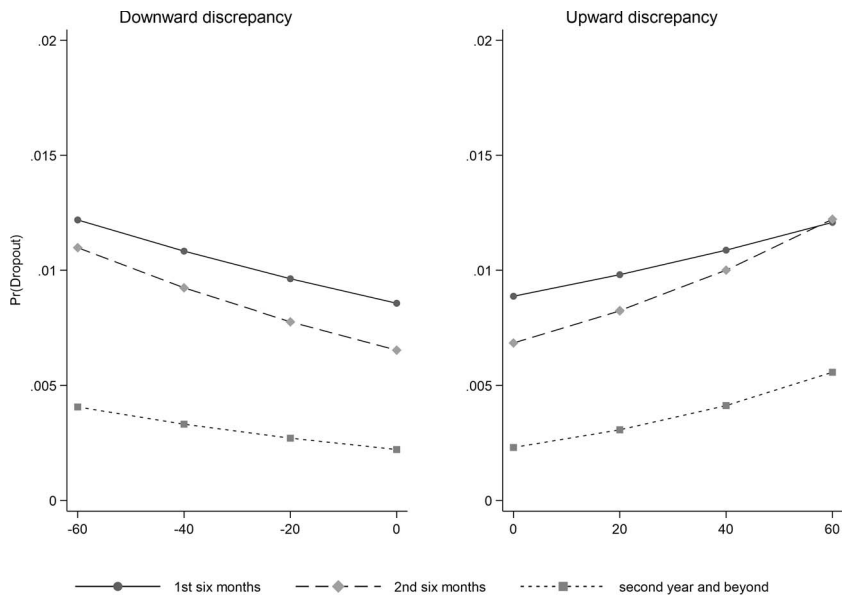 Downward discrepancy
Upward discrepancy
Pr(Dropout)
.02
.015
.01
.005
0
-60 -40 -20 0
.02
.015
.01
.005
0
0 20 40 60
1st six months 2nd six months second year and beyond